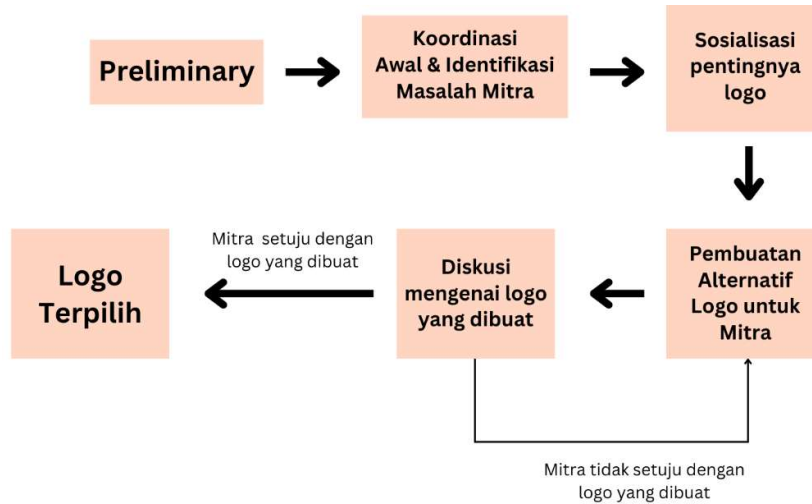 Preliminary
Koordinasi
Awal & Identifikasi
Masalah Mitra
Sosialisasi
pentingnya
logo
Pembuatan
Alternatif
Logo untuk
Mitra
Diskusi
mengenai logo
yang dibuat
Mitra setuju dengan
logo yang dibuat
Logo
Terpilih
Mitra tidak setuju dengan
logo yang dibuat